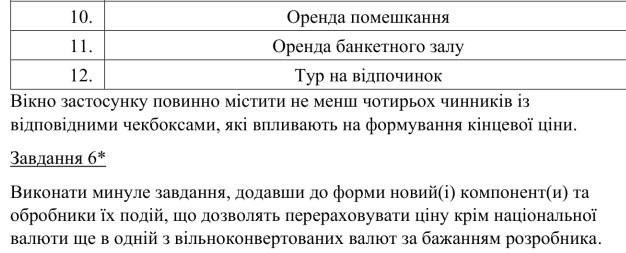 10. Оренда помешкання
11. Оренда банкетного залу
12. Тур на відпочинок
Вікно застосунку повинно містити не менш чотирьох чинників із
відповідними чекбоксами, які впливають на формування кінцевої ціни.
Завдання 6*
Виконати минуле завдання, додавши до форми новий(і) компонент(и) та
обробники їх подій, що дозволять перераховувати ціну крім національної
валюти ще в одній з вільноконвертованих валют за бажанням розробника.